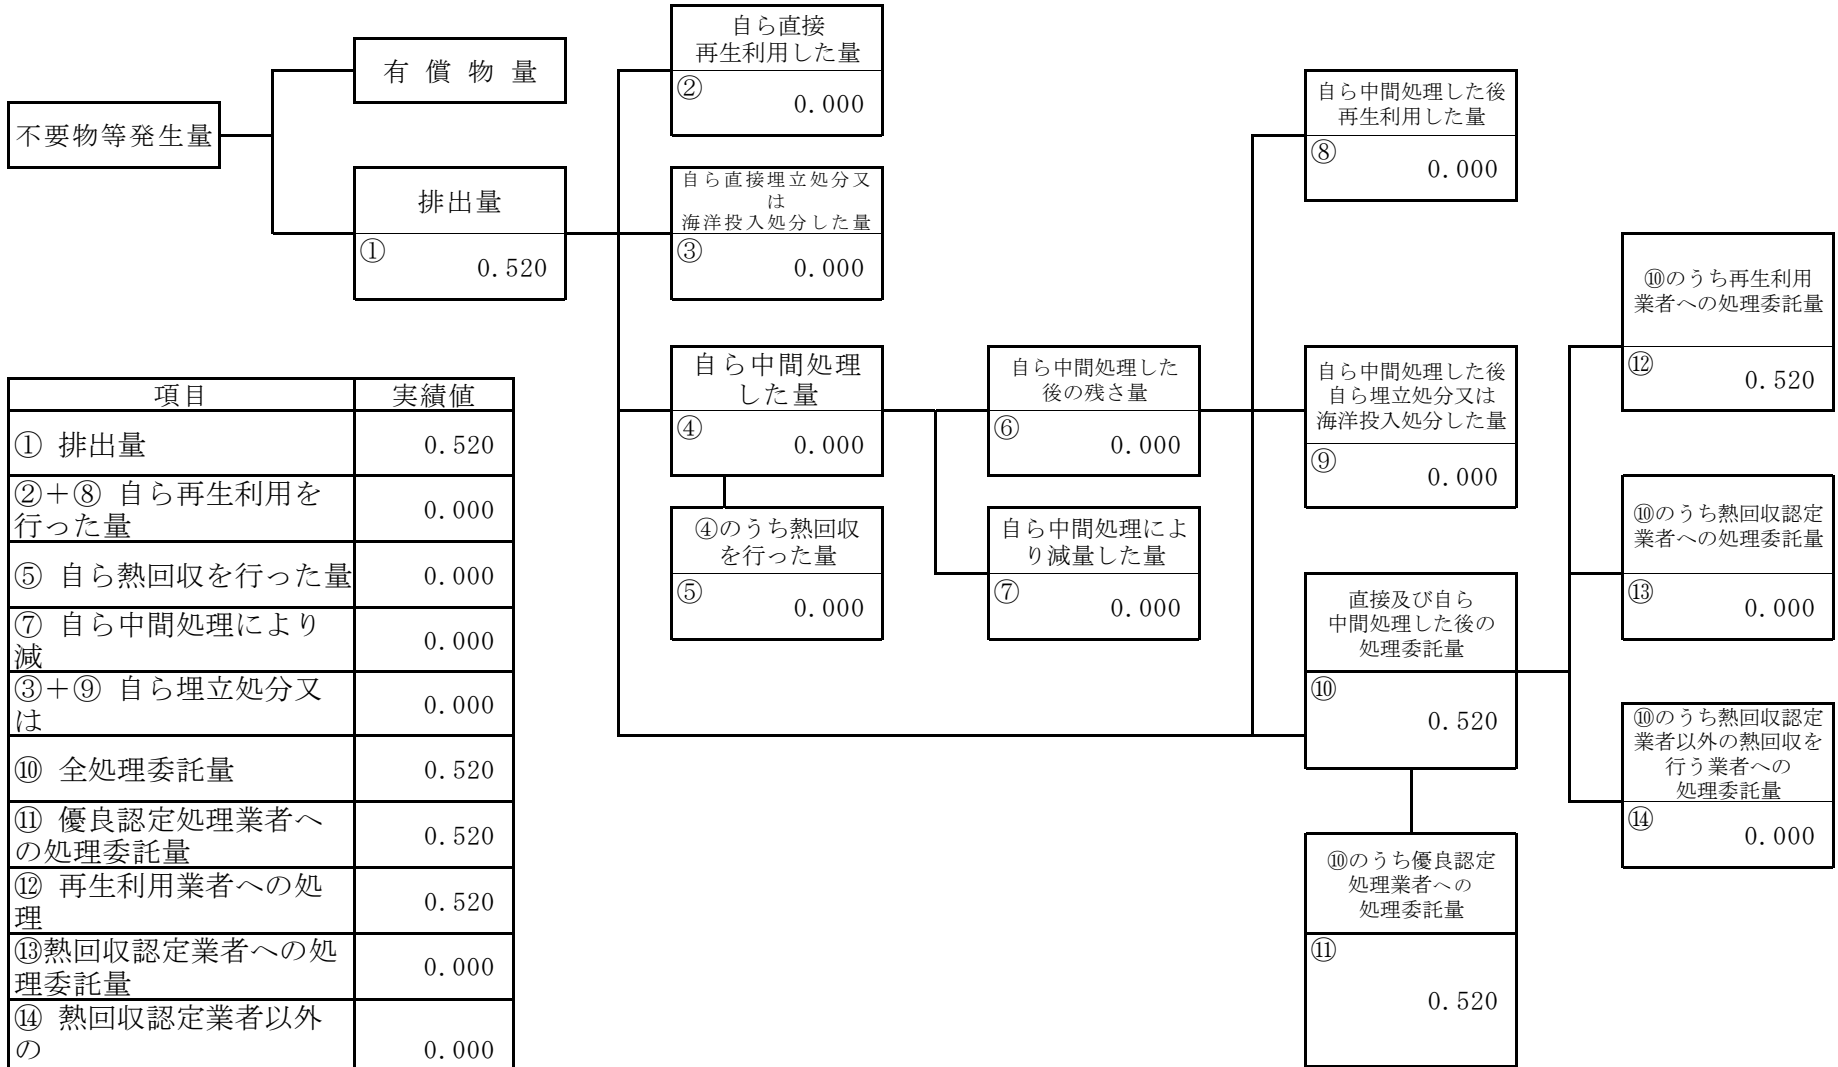 不要物等発生量
有償物量
排出量
①
0.520
自ら直接
再生利用した量
②
0.000
自ら直接埋立処分又
は
海洋投入処分した量
③
0.000
自ら中間処理
した量
④
0.000
④のうち熱回収
を行った量
⑤
0.000
自ら中間処理した
後の残さ量
⑥
0.000
自ら中間処理によ
り減量した量
⑦
0.000
自ら中間処理した後
再生利用した量
⑧
0.000
自ら中間処理した後
自ら埋立処分又は
海洋投入処分した量
⑨
0.000
直接及び自ら
中間処理した後の
処理委託量
⑩
0.520
⑩のうち優良認定
処理業者への
処理委託量
⑪
0.520
⑩のうち再生利用
業者への処理委託量
⑫
0.520
⑩のうち熱回収認定
業者への処理委託量
⑬
0.000
⑩のうち熱回収認定
業者以外の熱回収を
行う業者への
処理委託量
⑭
0.000
項目 実績値
① 排出量 0.520
②＋⑧ 自ら再生利用を
行った量 0.000
⑤ 自ら熱回収を行った量 0.000
⑦ 自ら中間処理により
減 0.000
③＋⑨ 自ら埋立処分又
は 0.000
⑩ 全処理委託量 0.520
⑪ 優良認定処理業者へ
の処理委託量 0.520
⑫ 再生利用業者への処
理 0.520
⑬熱回収認定業者への処
理委託量 0.000
⑭ 熱回収認定業者以外
の 0.000